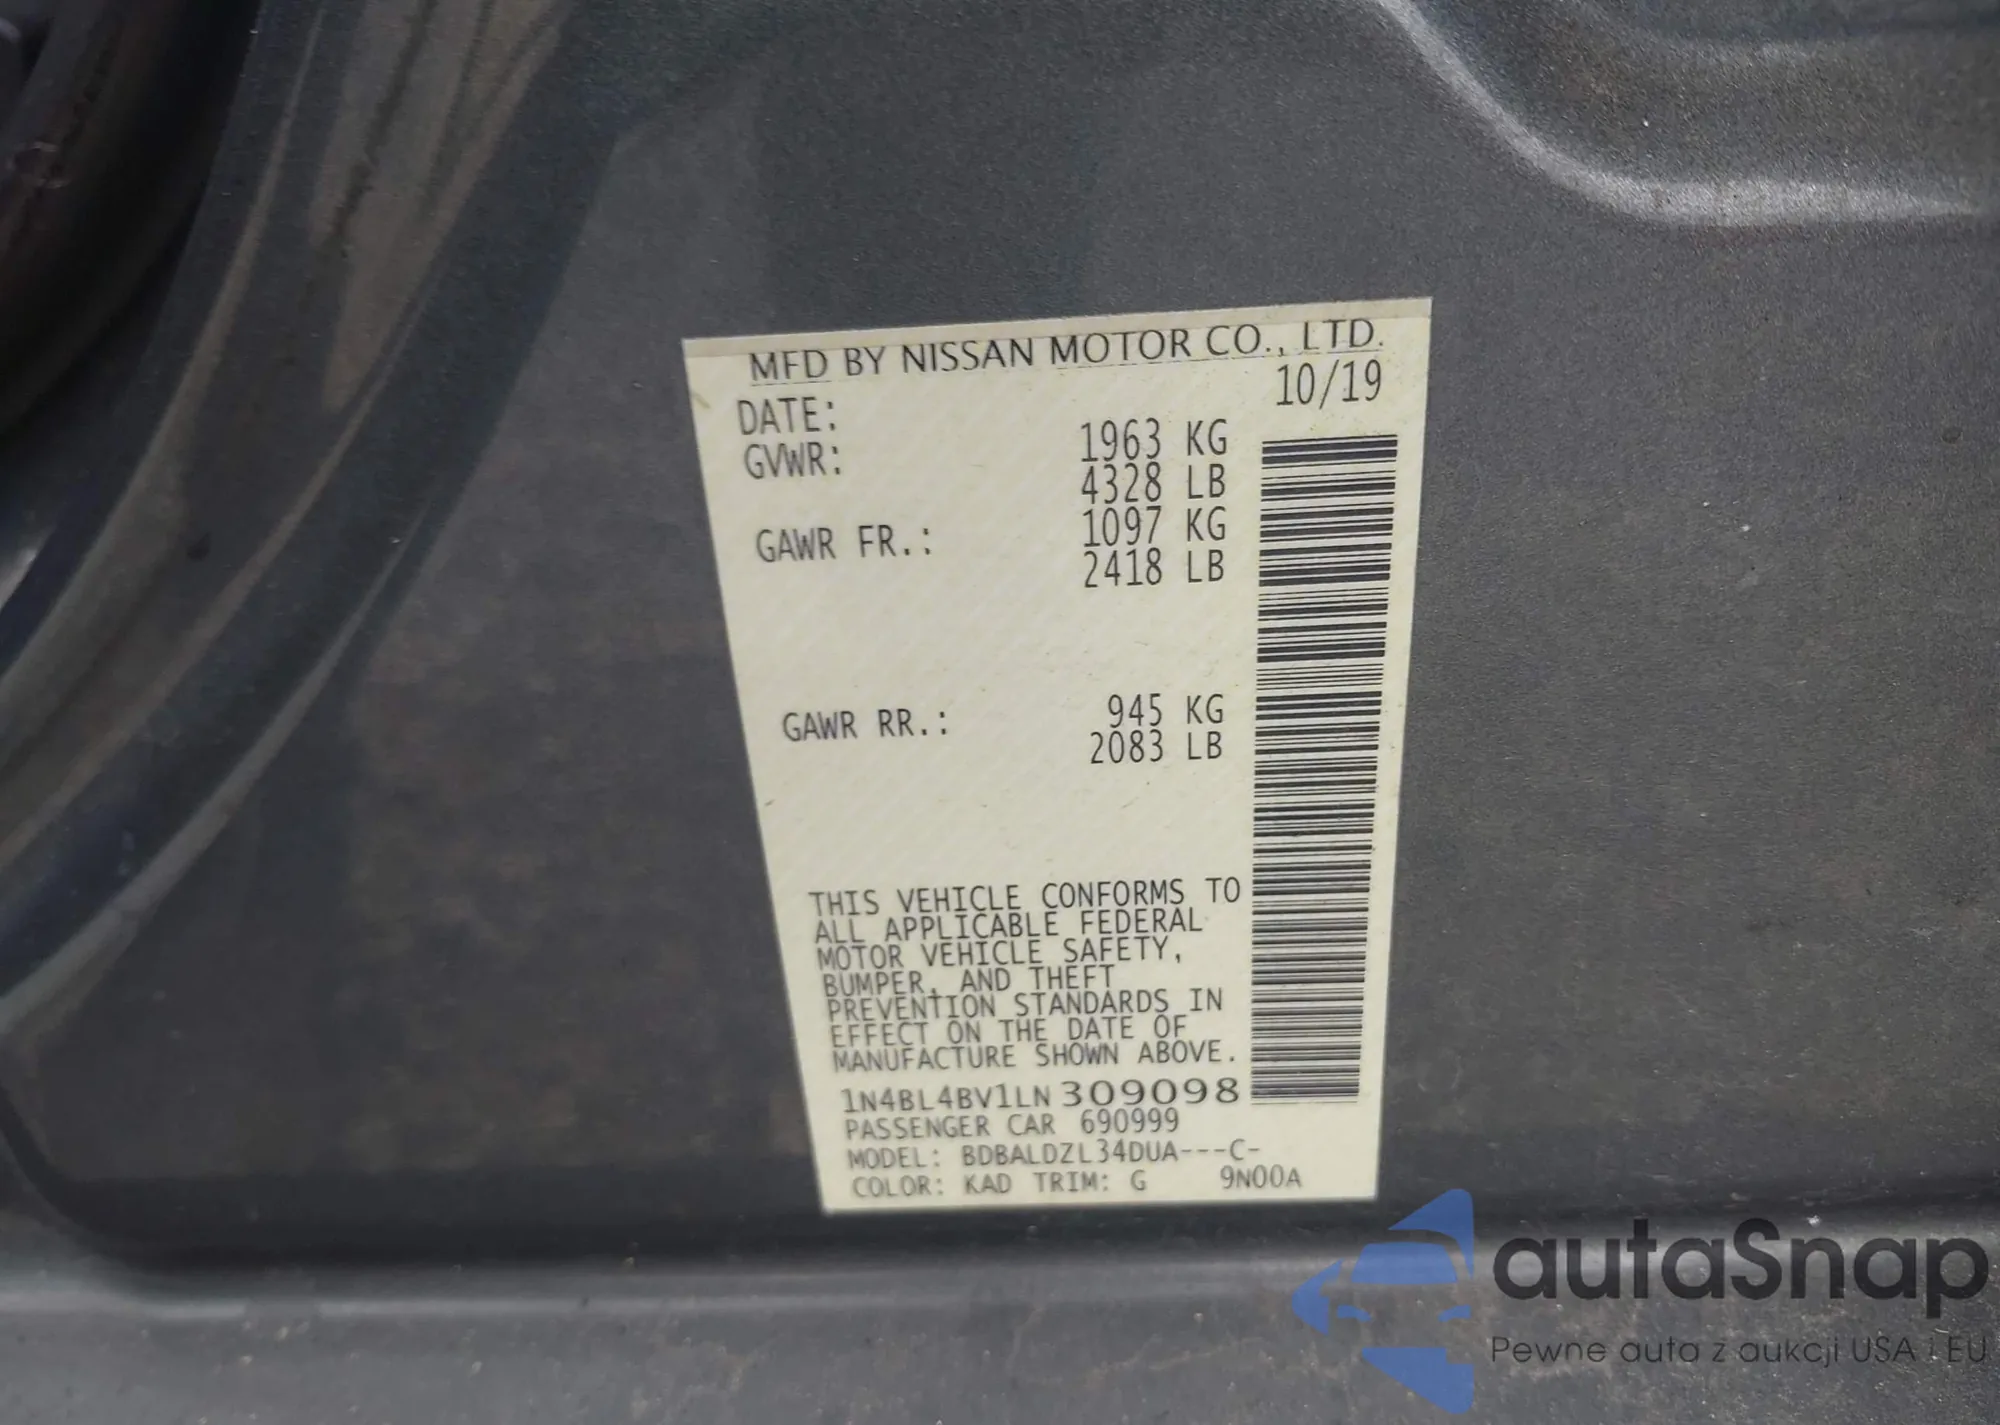 MFD BY NISSAN MOTOR CO., LTD.
DATE: 10/19
GVWR: 1963 KG
4328 LB
GAWR FR.: 1097 KG
2418 LB
GAWR RR.: 945 KG
2083 LB
THIS VEHICLE CONFORMS TO
ALL APPLICABLE FEDERAL
MOTOR VEHICLE SAFETY,
BUMPER, AND THEFT
PREVENTION STANDARDS IN
EFFECT ON THE DATE OF
MANUFACTURE SHOWN ABOVE.
1N4BL4BV1LN309098
PASSENGER CAR 690999
MODEL: BDBALDZL34DUA---C-
COLOR: KAD TRIM: G 9N00A
autaSnap
Pewne auta z aukcji USA i EU